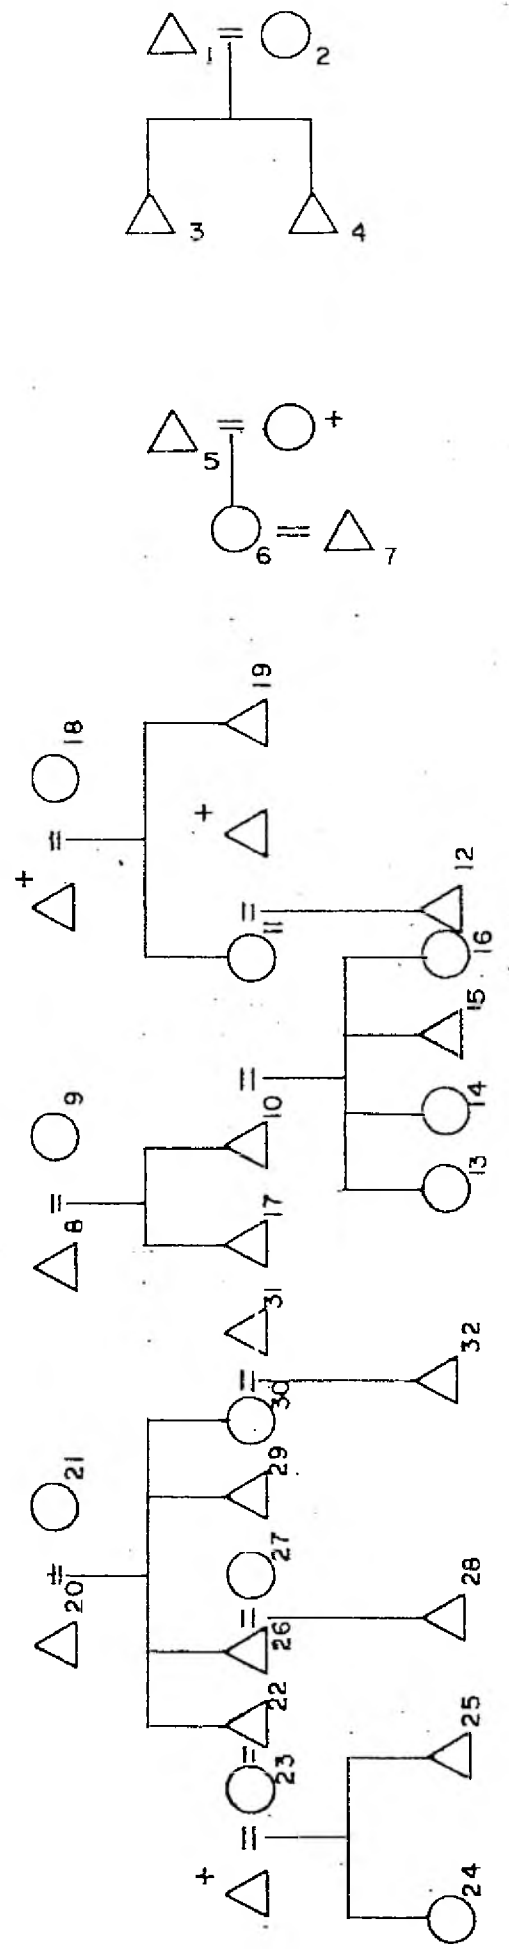 1 = 2
3 4
5 = +
6 = 7
+ = 18
11 = + 19
12
8 = 9
17 10 =
13 14 15 16
20 = 21
+ = 23 = 22 26 = 27 29 30 = 31
24 25 28 32